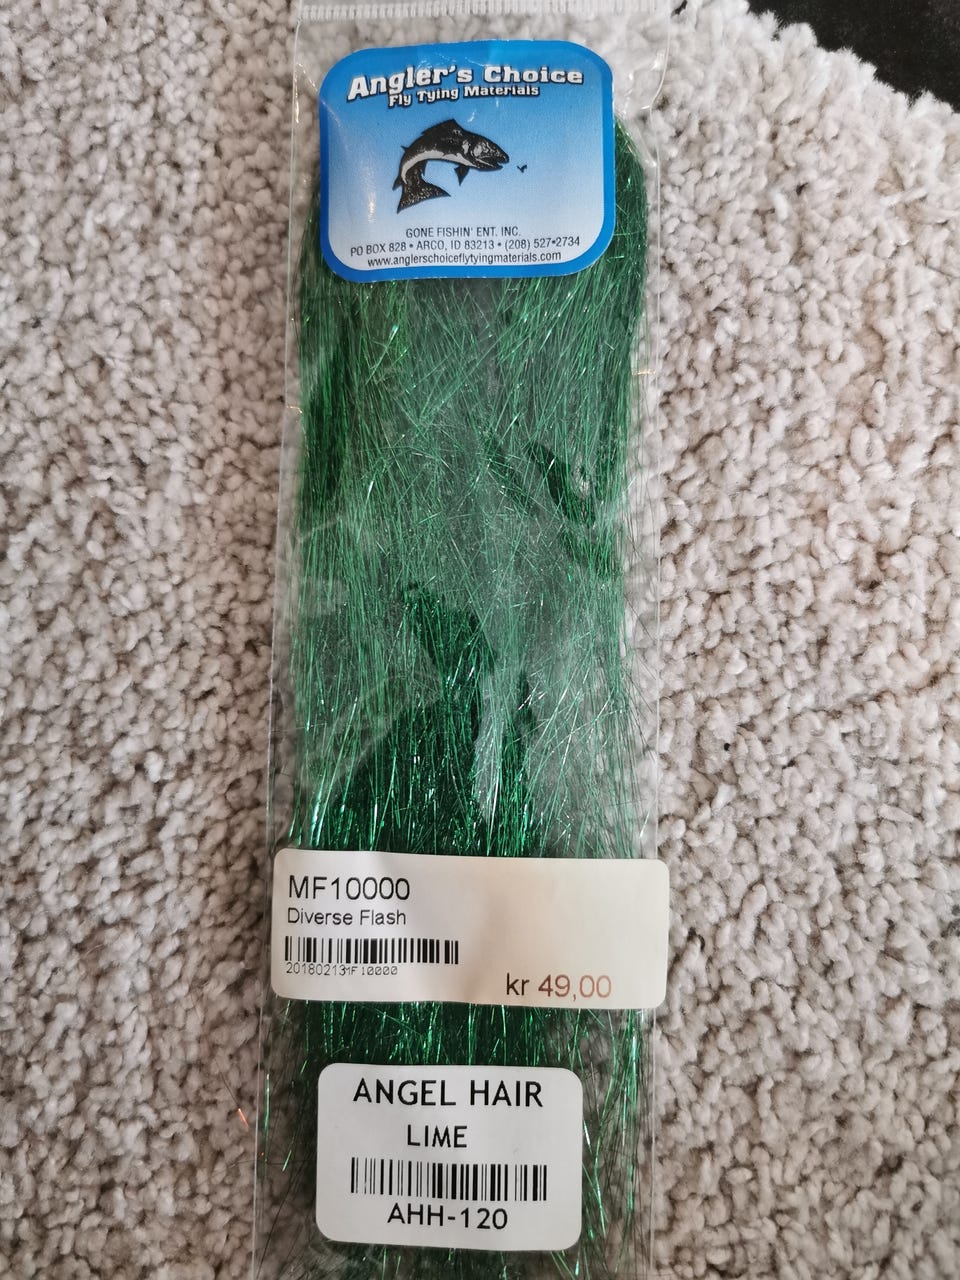 Angler's Choice
Fly Tying Materials
GONE FISHIN' ENT. INC.
PO BOX 828 • ARCO, ID 83213 • (208) 527•2734
www.anglerschoiceflytyingmaterials.com
MF10000
Diverse Flash
20180213MF10000
kr 49,00
ANGEL HAIR
LIME
AHH-120